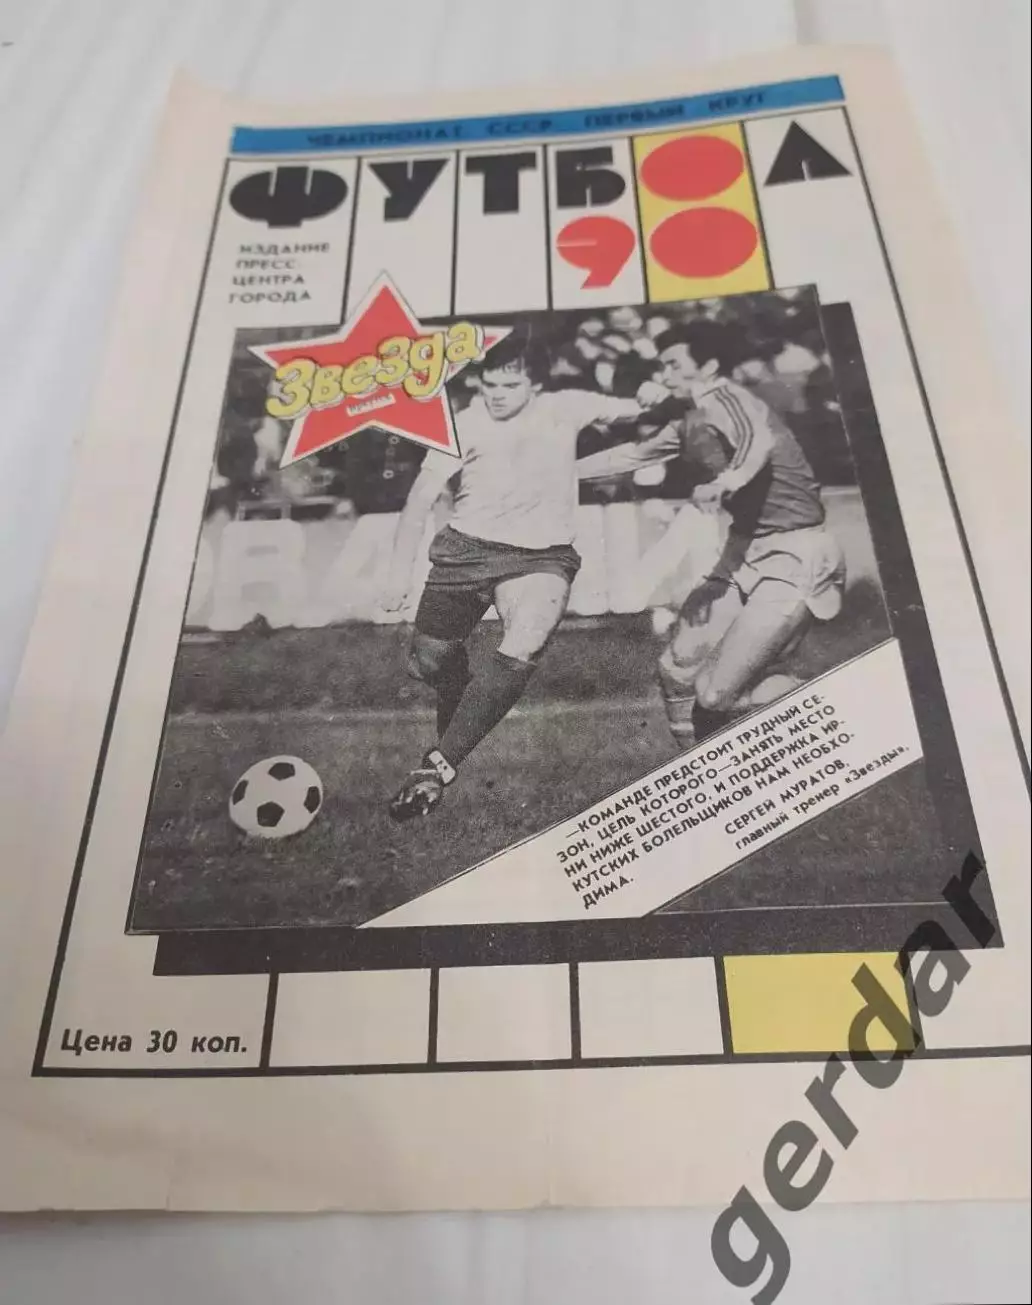 ЧЕМПИОНАТ СССР ПЕРВЫЙ КРУГ
ФУТБОЛ
90
ИЗДАНИЕ
ПРЕСС-
ЦЕНТРА
ГОРОДА
Звезда
—КОМАНДЕ ПРЕДСТОИТ ТРУДНЫЙ СЕ-
ЗОН, ЦЕЛЬ КОТОРОГО—ЗАНЯТЬ МЕСТО
НИ НИЖЕ ШЕСТОГО. И ПОДДЕРЖКА ИР-
КУТСКИХ БОЛЕЛЬЩИКОВ НАМ НЕОБХО-
ДИМА.
СЕРГЕЙ МУРАТОВ,
главный тренер «Звезды».
Цена 30 коп.
gerdar